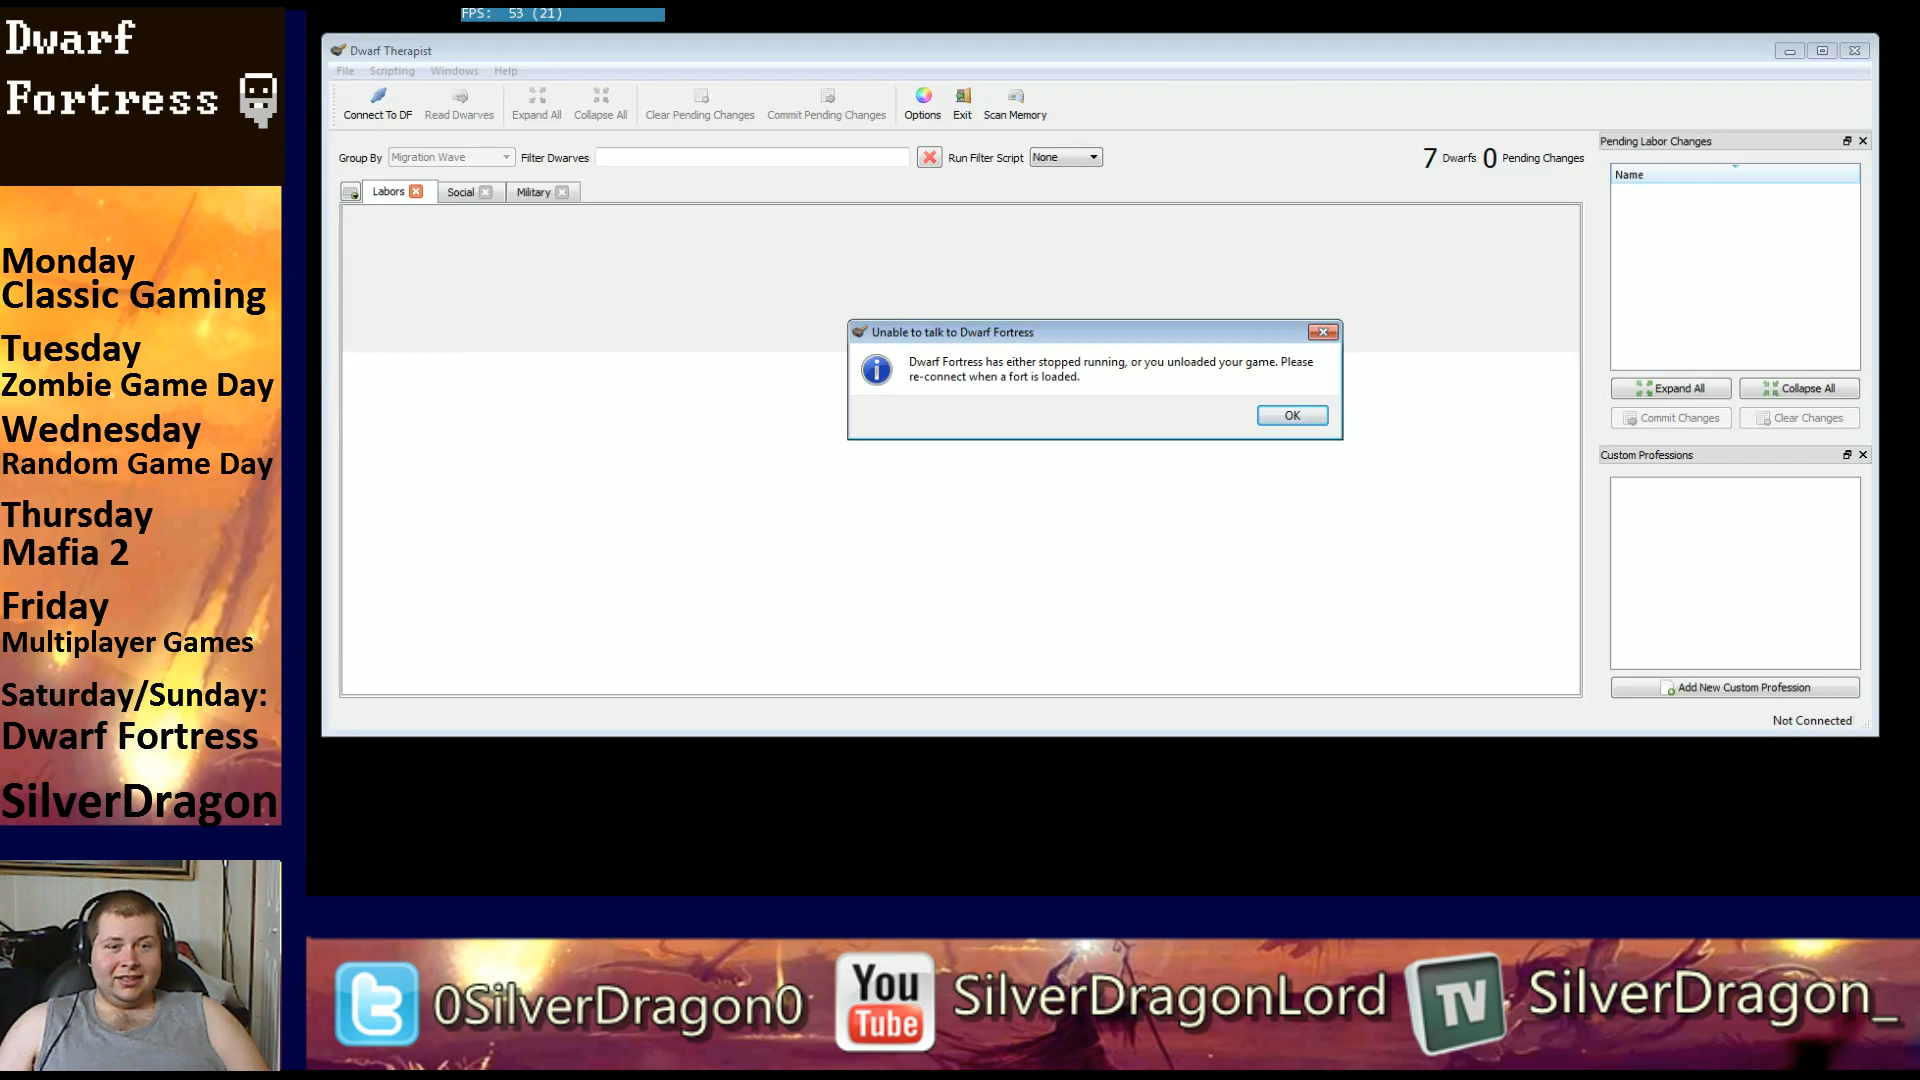 FPS: 53 (21)
Dwarf
Fortress
Monday
Classic Gaming
Tuesday
Zombie Game Day
Wednesday
Random Game Day
Thursday
Mafia 2
Friday
Multiplayer Games
Saturday/Sunday:
Dwarf Fortress
SilverDragon
Dwarf Therapist
File Scripting Windows Help
Connect To DF Read Dwarves Expand All Collapse All Clear Pending Changes Commit Pending Changes Options Exit Scan Memory
Group By Migration Wave Filter Dwarves Run Filter Script None 7 Dwarfs 0 Pending Changes
Labors Social Military
Unable to talk to Dwarf Fortress
Dwarf Fortress has either stopped running, or you unloaded your game. Please
re-connect when a fort is loaded.
OK
Pending Labor Changes
Name
Expand All Collapse All
Commit Changes Clear Changes
Custom Professions
Add New Custom Profession
Not Connected
0SilverDragon0 You Tube SilverDragonLord TV SilverDragon_